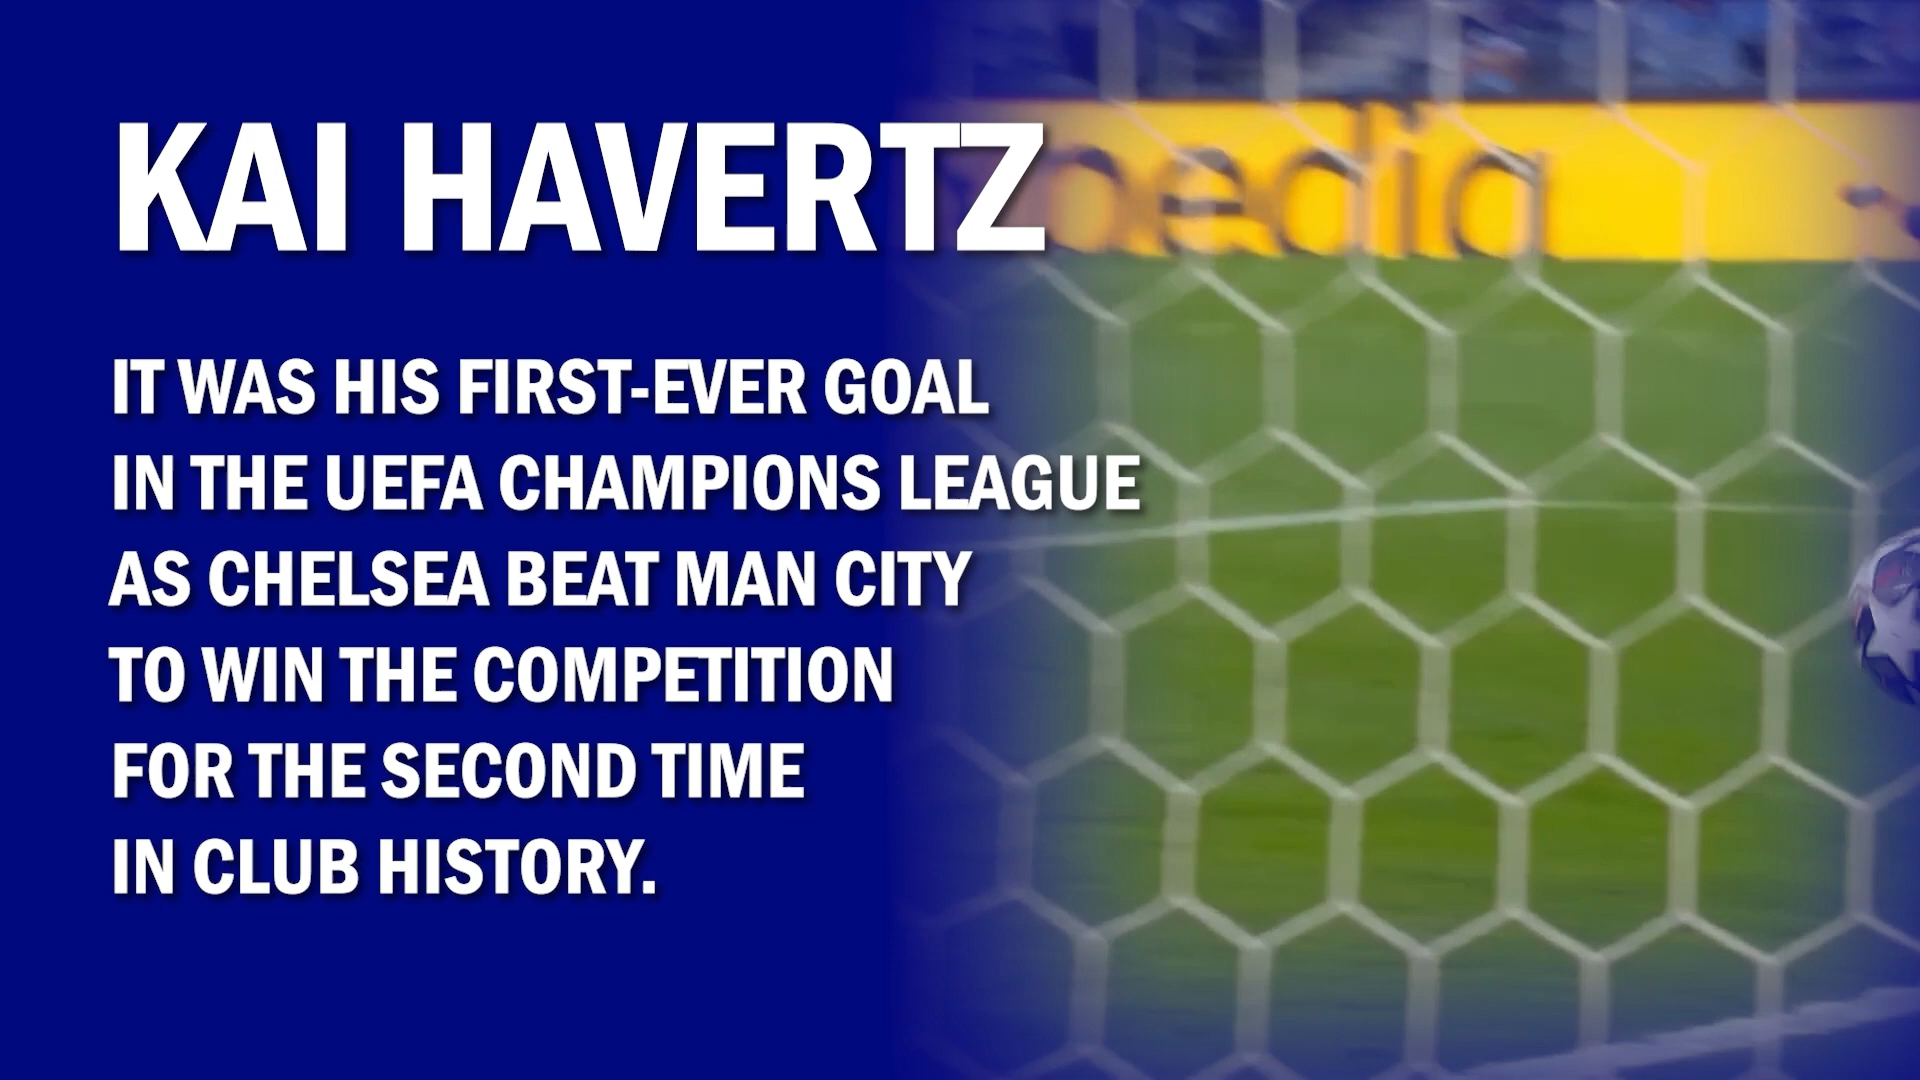 KAI HAVERTZ
pedia
IT WAS HIS FIRST-EVER GOAL
IN THE UEFA CHAMPIONS LEAGUE
AS CHELSEA BEAT MAN CITY
TO WIN THE COMPETITION
FOR THE SECOND TIME
IN CLUB HISTORY.